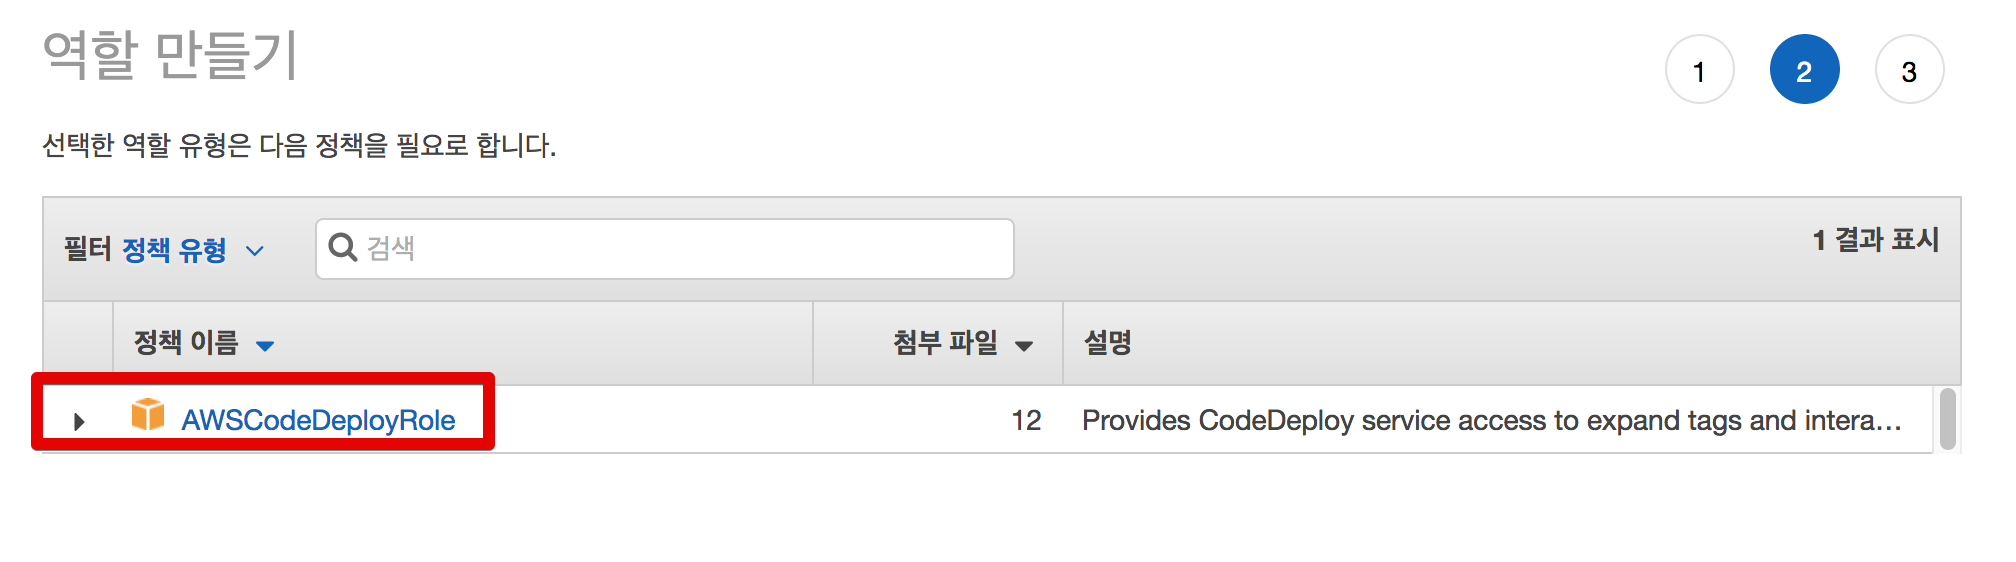 역할 만들기
1 2 3
선택한 역할 유형은 다음 정책을 필요로 합니다.
필터 정책 유형 검색 1 결과 표시
정책 이름 첨부 파일 설명
AWSCodeDeployRole 12 Provides CodeDeploy service access to expand tags and intera...